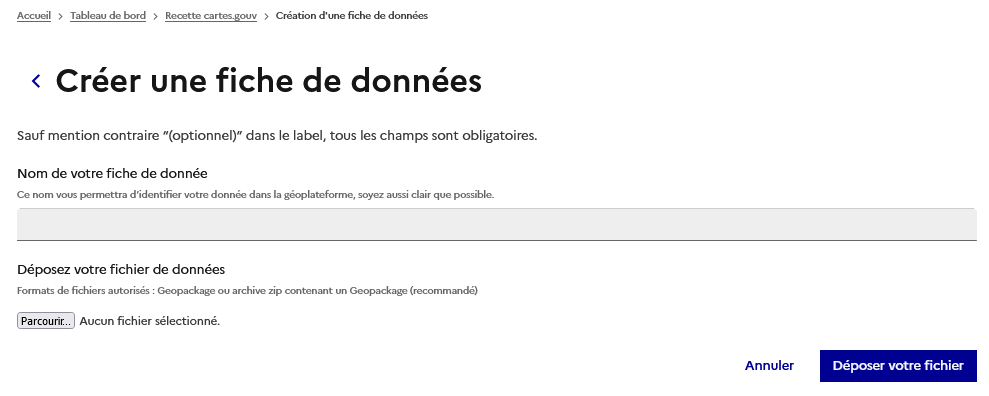 Accueil > Tableau de bord > Recette cartes.gouv > Création d'une fiche de données
Créer une fiche de données
Sauf mention contraire “(optionnel)” dans le label, tous les champs sont obligatoires.
Nom de votre fiche de donnée
Ce nom vous permettra d'identifier votre donnée dans la géoplateforme, soyez aussi clair que possible.
Déposez votre fichier de données
Formats de fichiers autorisés : Geopackage ou archive zip contenant un Geopackage (recommandé)
Parcourir... Aucun fichier sélectionné.
Annuler Déposer votre fichier